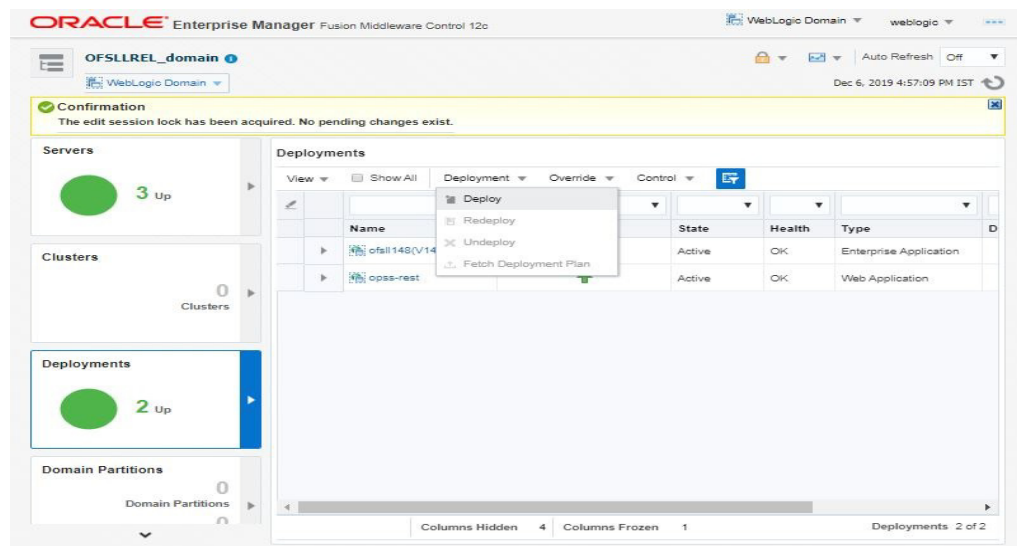 ORACLE Enterprise Manager Fusion Middleware Control 12c
WebLogic Domain weblogic
OFSLLREL_domain
Auto Refresh Off
WebLogic Domain
Dec 6, 2019 4:57:09 PM IST
Confirmation
The edit session lock has been acquired. No pending changes exist.
Servers
3 Up
Clusters
0
Clusters
Deployments
2 Up
Domain Partitions
0
Domain Partitions
Deployments
View Show All Deployment Override Control
Deploy
Redeploy
Undeploy
Fetch Deployment Plan
Name State Health Type D
ofsll148(V14 Active OK Enterprise Application
opss-rest Active OK Web Application
Columns Hidden 4 Columns Frozen 1
Deployments 2 of 2